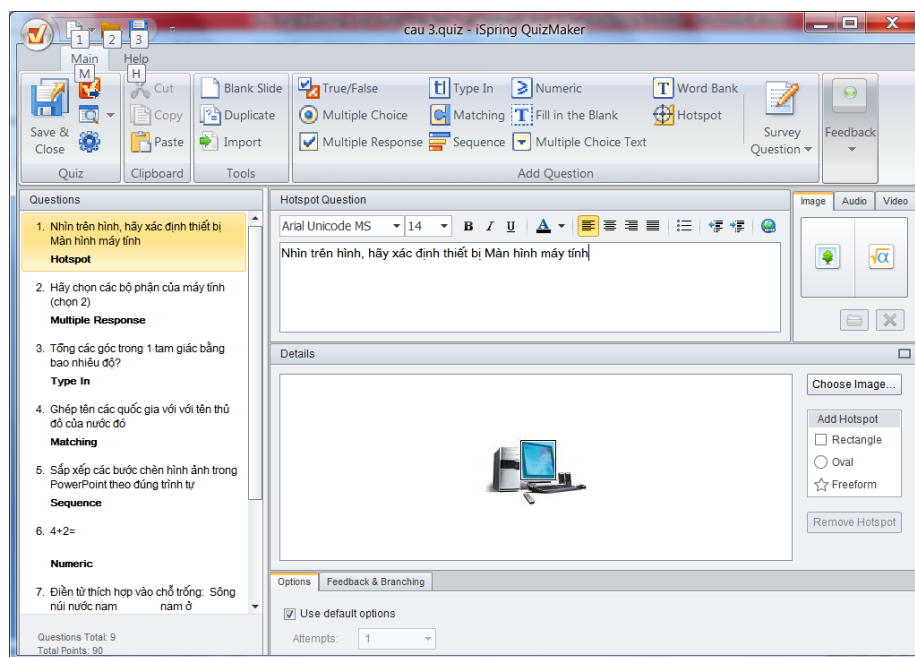 cau 3.quiz - iSpring QuizMaker
1
2
3
Main
Help
M
H
Save & Close
Quiz
Cut
Copy
Paste
Clipboard
Blank Slide
Duplicate
Import
Tools
True/False
Multiple Choice
Multiple Response
Type In
Matching
Sequence
Numeric
Fill in the Blank
Multiple Choice Text
Word Bank
Hotspot
Add Question
Survey Question
Feedback
Questions
1. Nhìn trên hình, hãy xác định thiết bị
Màn hình máy tính
Hotspot
2. Hãy chọn các bộ phận của máy tính
(chọn 2)
Multiple Response
3. Tổng các góc trong 1 tam giác bằng
bao nhiêu độ?
Type In
4. Ghép tên các quốc gia với với tên thủ
đô của nước đó
Matching
5. Sắp xếp các bước chèn hình ảnh trong
PowerPoint theo đúng trình tự
Sequence
6. 4+2=
Numeric
7. Điền từ thích hợp vào chỗ trống: Sông
núi nước nam nam ở
Questions Total: 9
Total Points: 90
Hotspot Question
Arial Unicode MS 14 B I U A
Nhìn trên hình, hãy xác định thiết bị Màn hình máy tính
Image Audio Video
√α
Details
Choose Image...
Add Hotspot
Rectangle
Oval
Freeform
Remove Hotspot
Options Feedback & Branching
Use default options
Attempts: 1